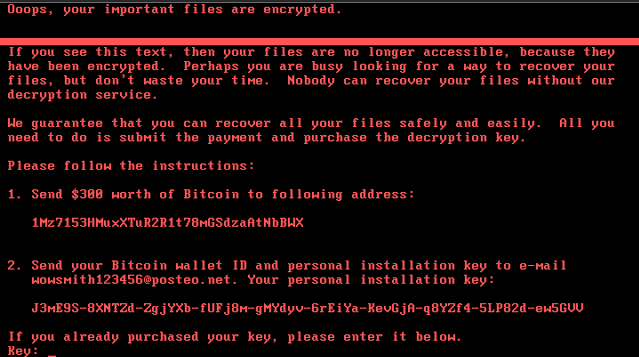 Ooops, your important files are encrypted.
If you see this text, then your files are no longer accessible, because they
have been encrypted.  Perhaps you are busy looking for a way to recover your
files, but don't waste your time.  Nobody can recover your files without our
decryption service.
We guarantee that you can recover all your files safely and easily.  All you
need to do is submit the payment and purchase the decryption key.
Please follow the instructions:
1. Send $300 worth of Bitcoin to following address:
1Mz7153HMuxXTuR2R1t78mGSdzaAtNbBWX
2. Send your Bitcoin wallet ID and personal installation key to e-mail
wowsmith123456@posteo.net. Your personal installation key:
J3mE9S-8XNTZd-ZgjYXb-fUFj8m-gMYdyv-6rEiYa-KevGjA-q8YZf4-5LP82d-ew5GVV
If you already purchased your key, please enter it below.
Key: _